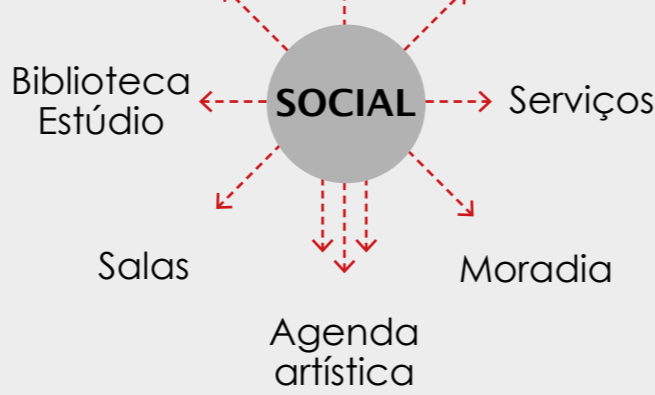 Biblioteca
Estúdio
SOCIAL
Serviços
Salas
Moradia
Agenda
artística